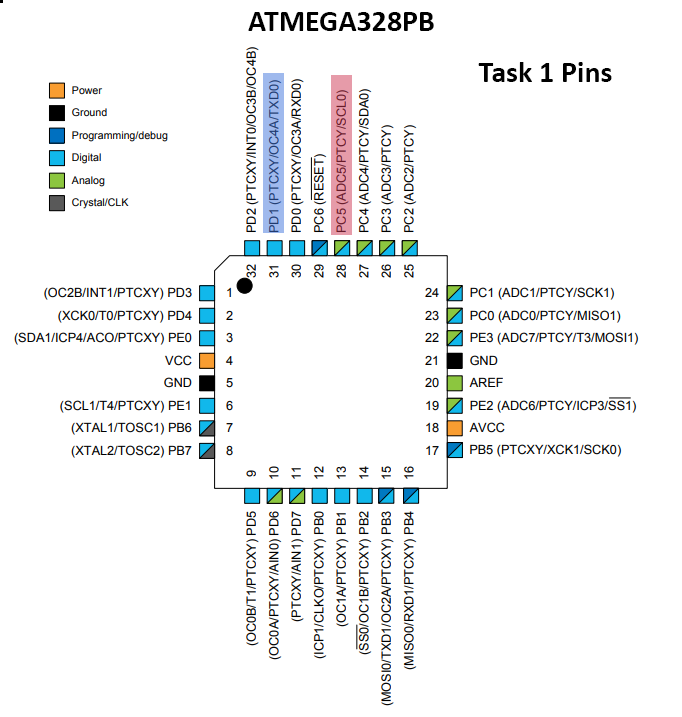 ATMEGA328PB
Task 1 Pins
Power
Ground
Programming/debug
Digital
Analog
Crystal/CLK
PD2 (PTCXY/INT0/OC3B/OC4B)
PD1 (PTCXY/OC4A/TXD0)
PD0 (PTCXY/OC3A/RXD0)
PC6 (RESET)
PC5 (ADC5/PTCY/SCL0)
PC4 (ADC4/PTCY/SDA0)
PC3 (ADC3/PTCY)
PC2 (ADC2/PTCY)
32 31 30 29 28 27 26 25
(OC2B/INT1/PTCXY) PD3 1
(XCK0/T0/PTCXY) PD4 2
(SDA1/ICP4/ACO/PTCXY) PE0 3
VCC 4
GND 5
(SCL1/T4/PTCXY) PE1 6
(XTAL1/TOSC1) PB6 7
(XTAL2/TOSC2) PB7 8
24 PC1 (ADC1/PTCY/SCK1)
23 PC0 (ADC0/PTCY/MISO1)
22 PE3 (ADC7/PTCY/T3/MOSI1)
21 GND
20 AREF
19 PE2 (ADC6/PTCY/ICP3/SS1)
18 AVCC
17 PB5 (PTCXY/XCK1/SCK0)
9 10 11 12 13 14 15 16
(OC0B/T1/PTCXY) PD5
(OC0A/PTCXY/AIN0) PD6
(PTCXY/AIN1) PD7
(ICP1/CLKO/PTCXY) PB0
(OC1A/PTCXY) PB1
(SS0/OC1B/PTCXY) PB2
(MOSI0/TXD1/OC2A/PTCXY) PB3
(MISO0/RXD1/PTCXY) PB4